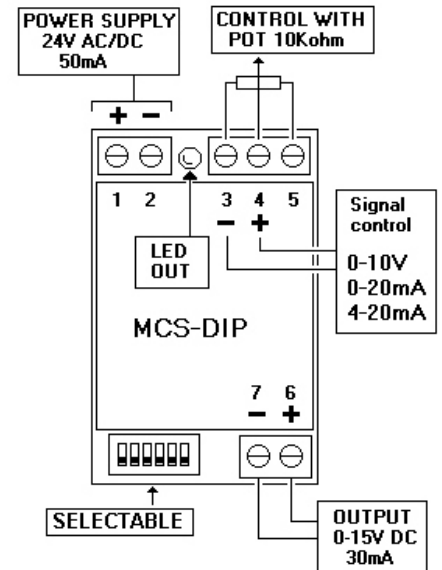 POWER SUPPLY
24V AC/DC
50mA
CONTROL WITH
POT 10Kohm
+ −
1 2
3 4 5
− +
LED
OUT
Signal
control
0-10V
0-20mA
4-20mA
MCS-DIP
7 6
− +
SELECTABLE
OUTPUT
0-15V DC
30mA